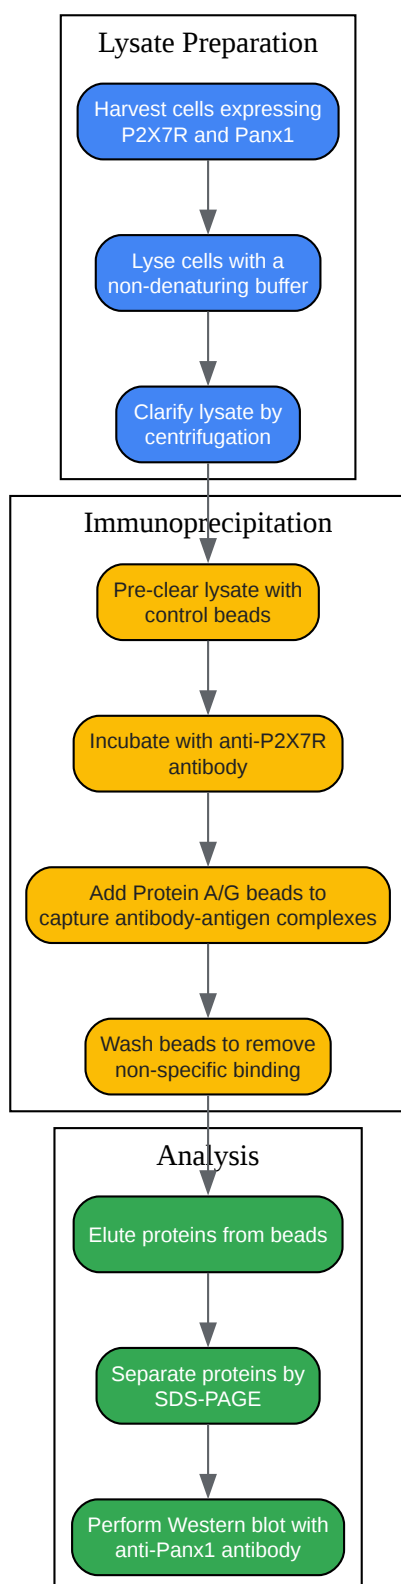 Lysate Preparation
Harvest cells expressing
P2X7R and Panx1
Lyse cells with a
non-denaturing buffer
Clarify lysate by
centrifugation
Immunoprecipitation
Pre-clear lysate with
control beads
Incubate with anti-P2X7R
antibody
Add Protein A/G beads to
capture antibody-antigen complexes
Wash beads to remove
non-specific binding
Analysis
Elute proteins from beads
Separate proteins by
SDS-PAGE
Perform Western blot with
anti-Panx1 antibody